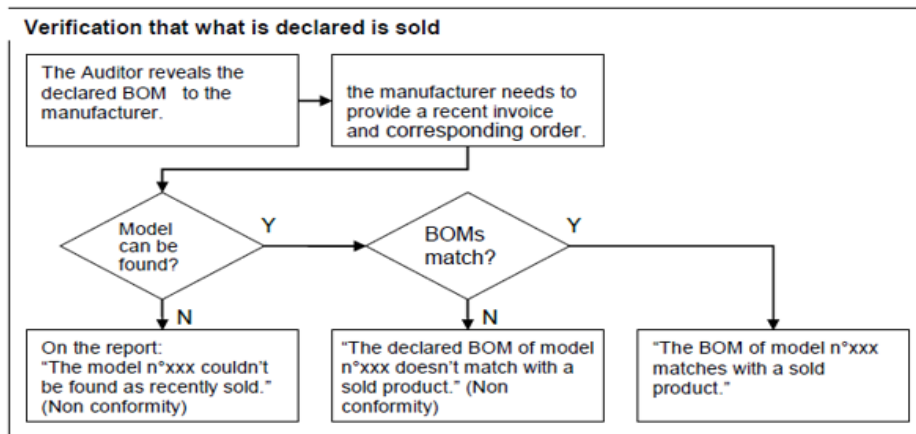 Verification that what is declared is sold
The Auditor reveals the
declared BOM to the
manufacturer.
the manufacturer needs to
provide a recent invoice
and corresponding order.
Model
can be
found?
Y
BOMs
match?
Y
N
N
On the report:
“The model n°xxx couldn’t
be found as recently sold.”
(Non conformity)
“The declared BOM of model
n°xxx doesn’t match with a
sold product.” (Non
conformity)
“The BOM of model n°xxx
matches with a sold
product.”